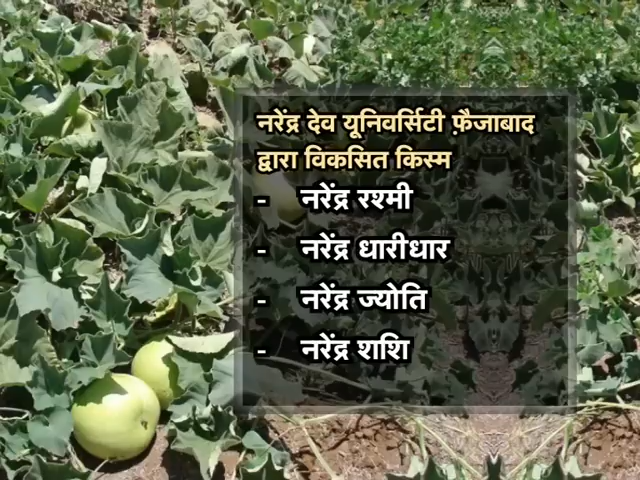 नरेंद्र देव यूनिवर्सिटी फ़ैजाबाद
द्वारा विकसित किस्म
- नरेंद्र रश्मी
- नरेंद्र धारीधार
- नरेंद्र ज्योति
- नरेंद्र शशि